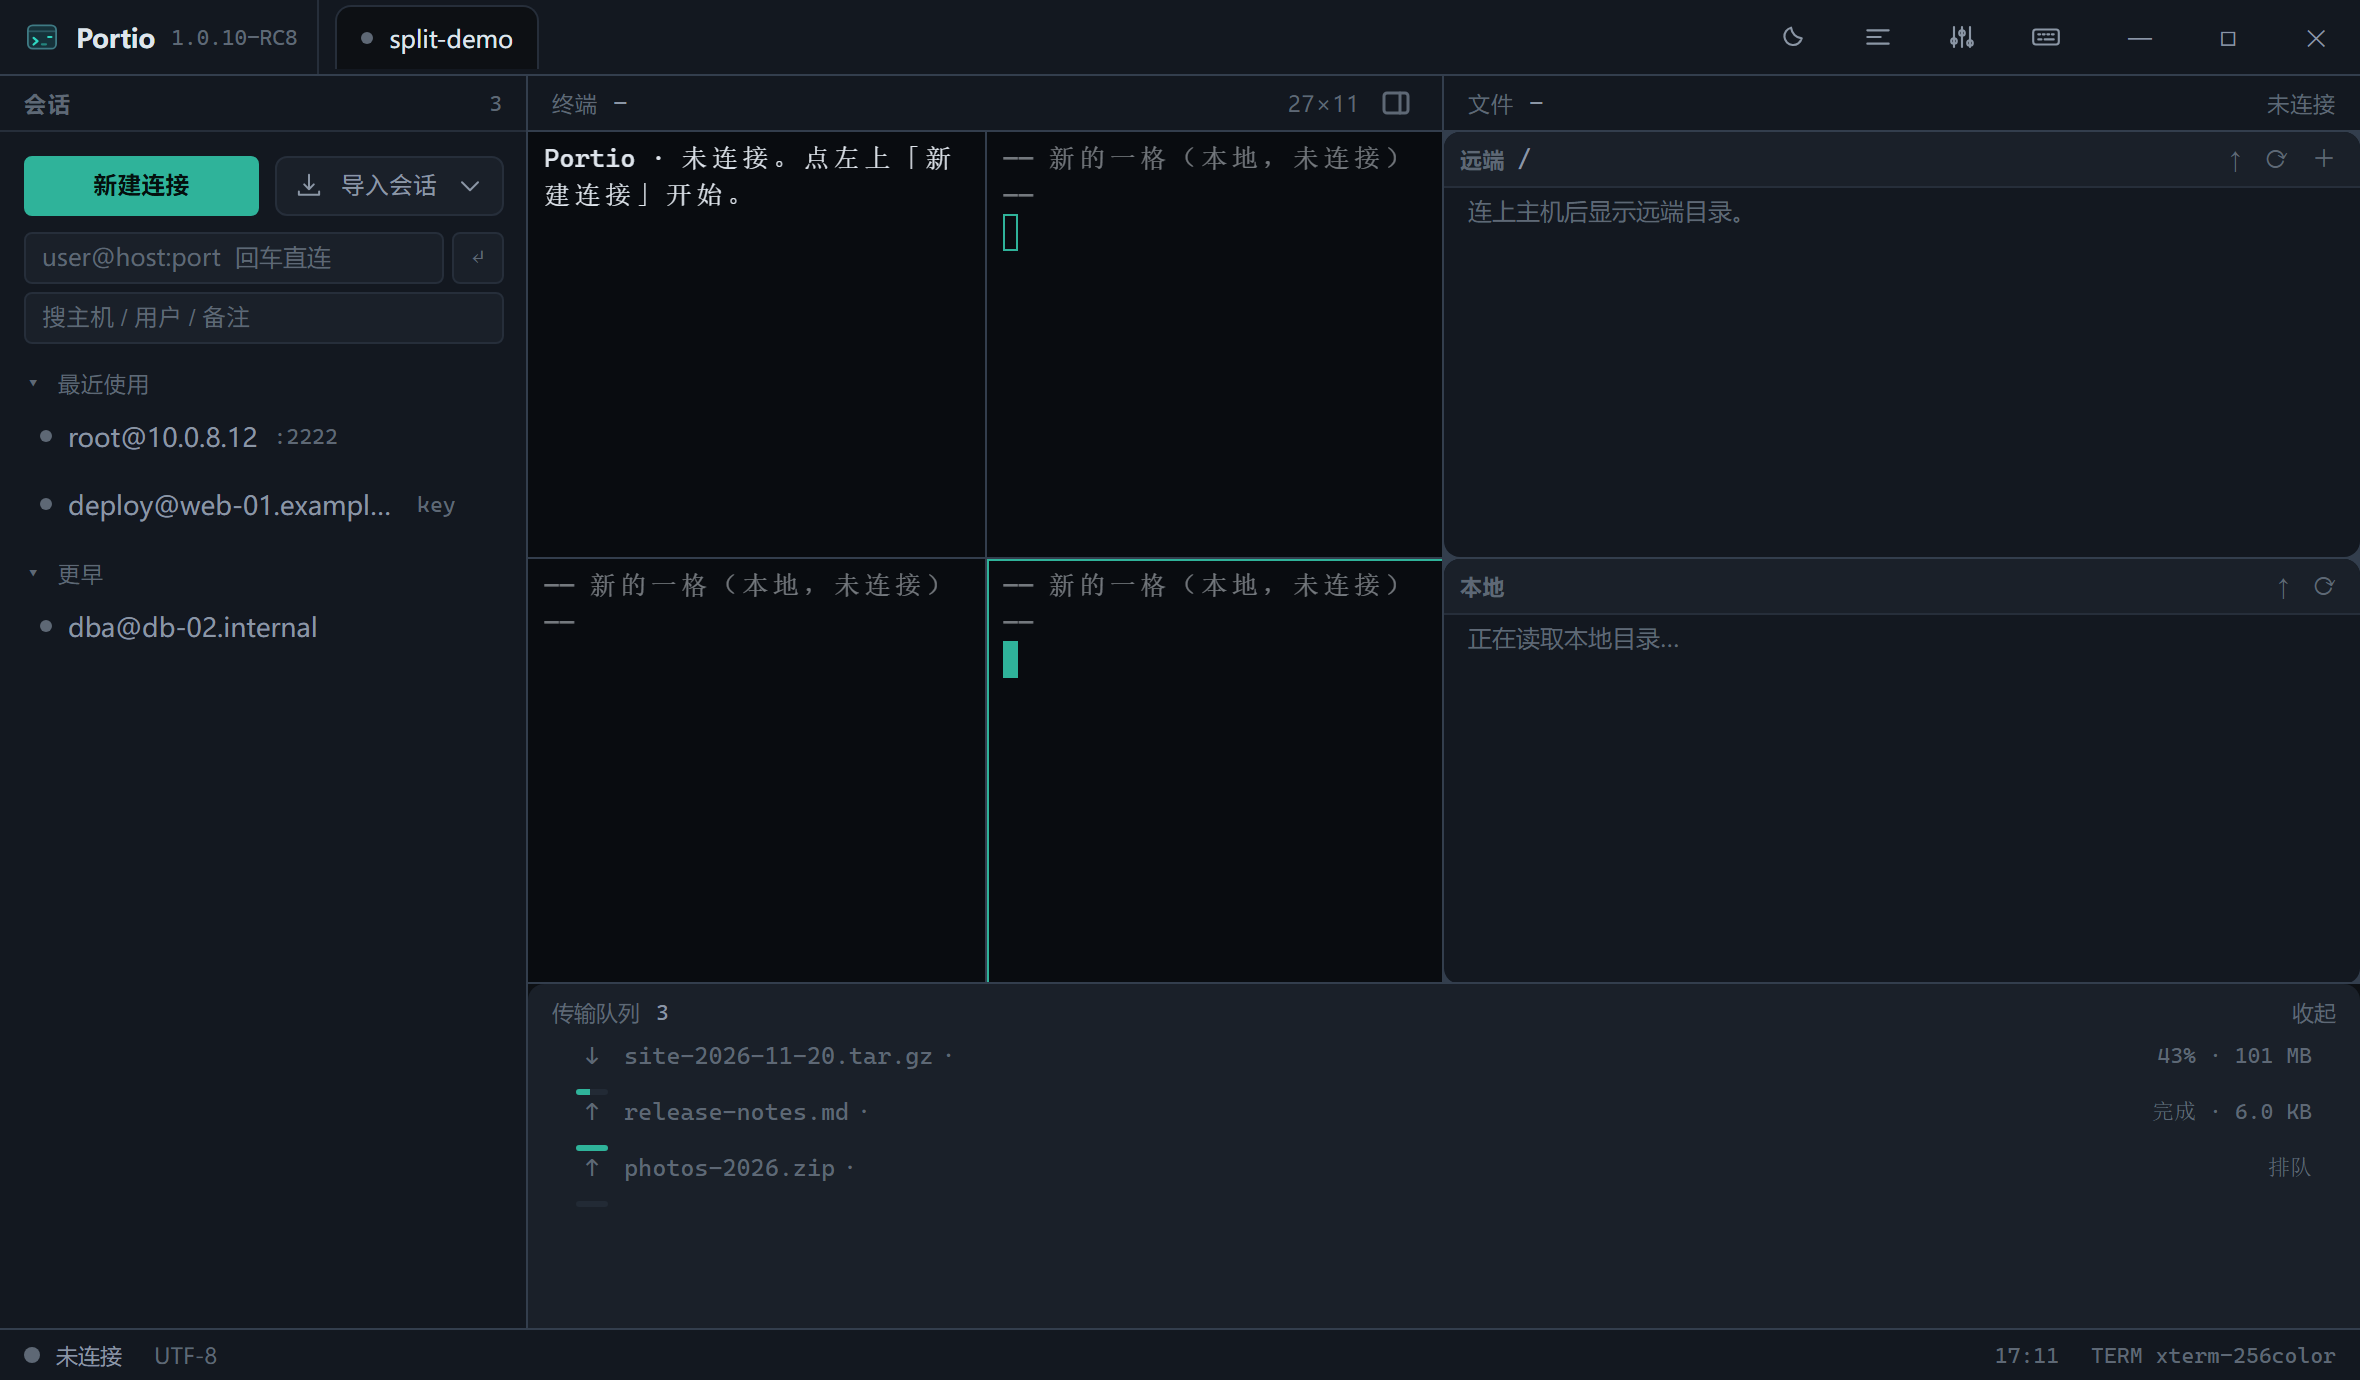 Portio 1.0.10-RC8
split-demo
会话 3
新建连接
导入会话
user@host:port 回车直连
搜主机 / 用户 / 备注
最近使用
root@10.0.8.12 :2222
deploy@web-01.exampl... key
更早
dba@db-02.internal
终端 —
27×11
Portio · 未连接。点左上「新
建连接」开始。
—— 新的一格（本地，未连接）
——
—— 新的一格（本地，未连接）
——
—— 新的一格（本地，未连接）
——
文件 —
未连接
远端 /
连上主机后显示远端目录。
本地
正在读取本地目录...
传输队列 3
收起
↓ site-2026-11-20.tar.gz ·
43% · 101 MB
↑ release-notes.md ·
完成 · 6.0 KB
↑ photos-2026.zip ·
排队
未连接 UTF-8
17:11 TERM xterm-256color